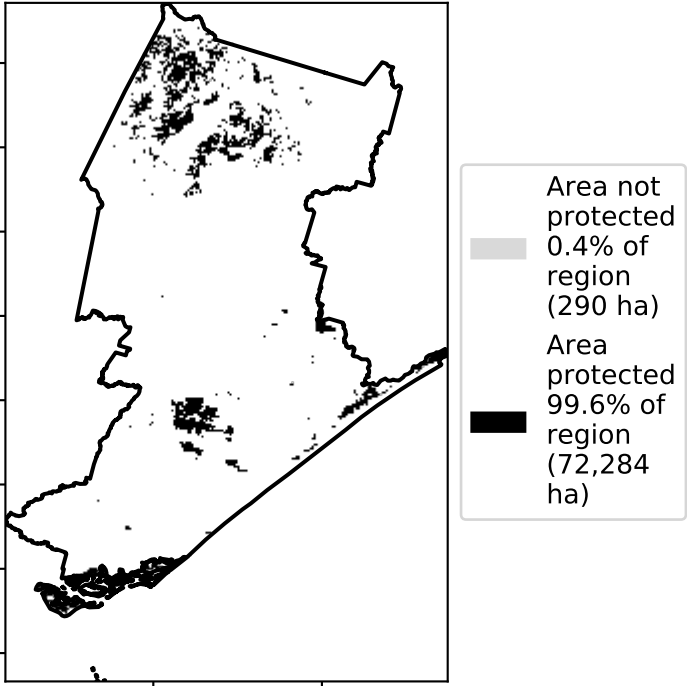 Area not
protected
0.4% of
region
(290 ha)
Area
protected
99.6% of
region
(72,284
ha)